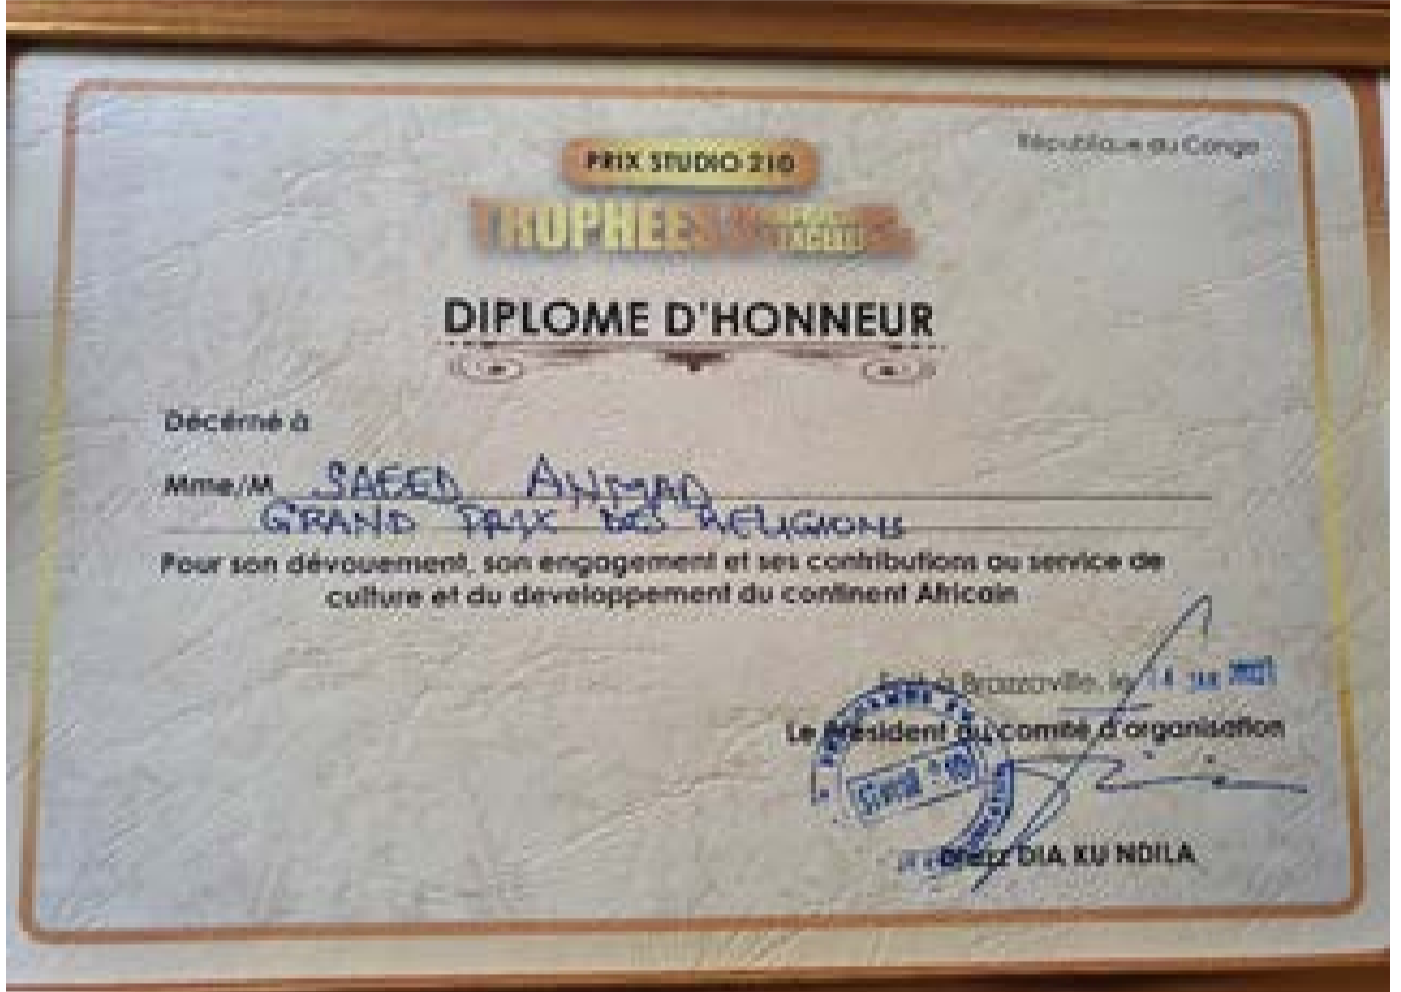 République du Congo
PRIX STUDIO 210
TROPHEES
DIPLOME D'HONNEUR
Décerné à
Mme/M SAEED AHMAD
GRAND PRIX DES RELIGIONS
Pour son dévouement, son engagement et ses contributions au service de
culture et du developpement du continent Africain
à Brazzaville, le 14
Le Président du comité d'organisation
DIA KU NDILA